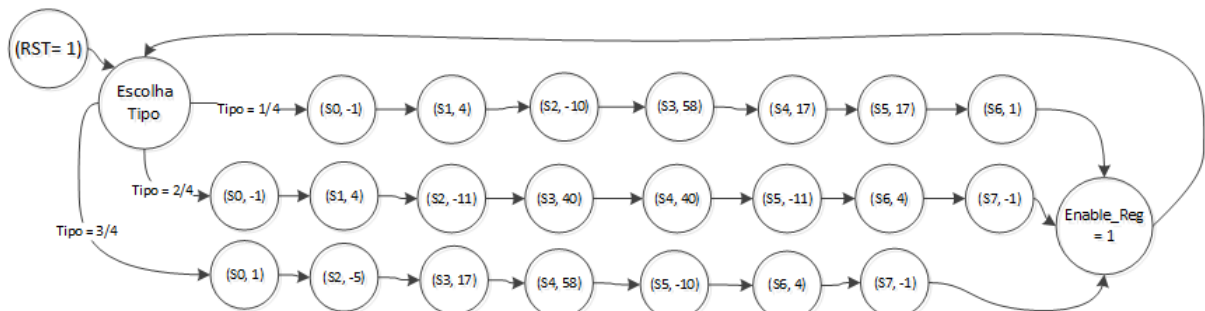 (RST= 1)
Escolha
Tipo
Tipo = 1/4
(S0, -1)
(S1, 4)
(S2, -10)
(S3, 58)
(S4, 17)
(S5, 17)
(S6, 1)
Tipo = 2/4
(S0, -1)
(S1, 4)
(S2, -11)
(S3, 40)
(S4, 40)
(S5, -11)
(S6, 4)
(S7, -1)
Enable_Reg
= 1
Tipo = 3/4
(S0, 1)
(S2, -5)
(S3, 17)
(S4, 58)
(S5, -10)
(S6, 4)
(S7, -1)